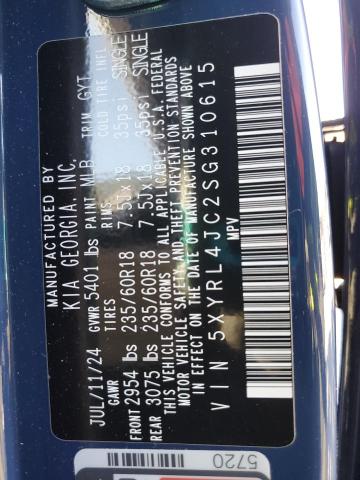 MANUFACTURED BY
KIA GEORGIA, INC.
JUL/11/24 PAINT MLB TRIM GYT
GVWR 5401 lbs
GAWR TIRES RIMS COLD TIRE INFL
FRONT 2954 lbs 235/60R18 7.5Jx18 35psi SINGLE
REAR 3075 lbs 235/60R18 7.5Jx18 35psi SINGLE
THIS VEHICLE CONFORMS TO ALL APPLICABLE U.S.A. FEDERAL
MOTOR VEHICLE SAFETY, AND THEFT PREVENTION STANDARDS
IN EFFECT ON THE DATE OF MANUFACTURE SHOWN ABOVE.
VIN 5XYRL4JC2SG310615
MPV
5720